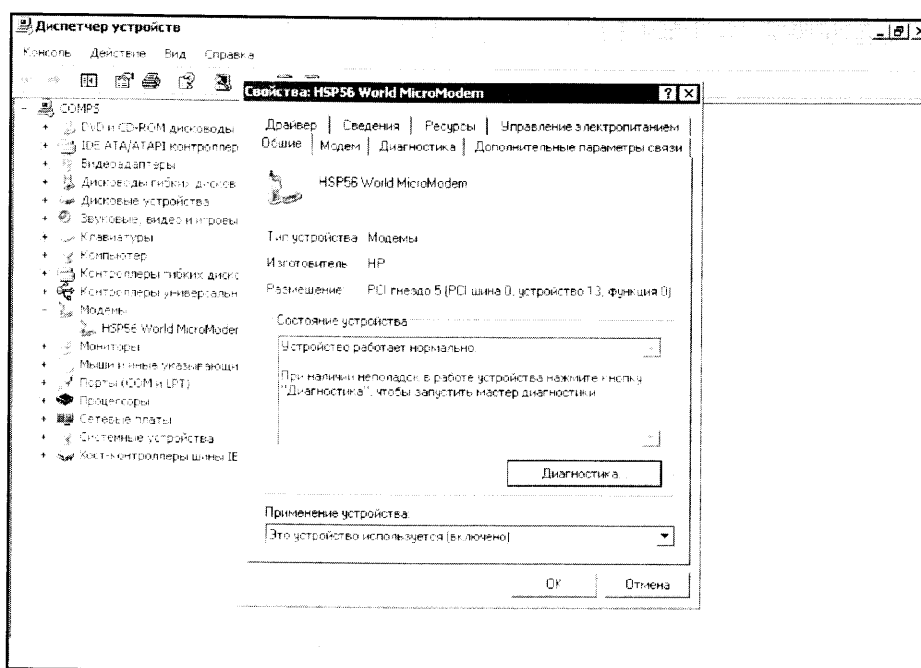 Диспетчер устройств
Консоль Действие Вид Справка
Свойства: HSP56 World MicroModem
COMP5
DVD и CD-ROM дисководы
IDE ATA/ATAPI контроллер
Видеоадаптеры
Дисководы гибких дисков
Дисковые устройства
Звуковые, видео и игровы
Клавиатуры
Компьютер
Контроллеры гибких диско
Контроллеры универсальн
Модемы
HSP56 World MicroModer
Мониторы
Мыши и иные указывающи
Порты (COM и LPT)
Процессоры
Сетевые платы
Системные устройства
Хост-контроллеры шины IE
Драйвер Сведения Ресурсы Управление электропитанием
Общие Модем Диагностика Дополнительные параметры связи
HSP56 World MicroModem
Тип устройства: Модемы
Изготовитель: HP
Размещение: PCI гнездо 5 (PCI шина 0, устройство 13, функция 0)
Состояние устройства
Устройство работает нормально.
При наличии неполадок в работе устройства нажмите кнопку
"Диагностика", чтобы запустить мастер диагностики.
Диагностика...
Применение устройства:
Это устройство используется (включено)
OK Отмена